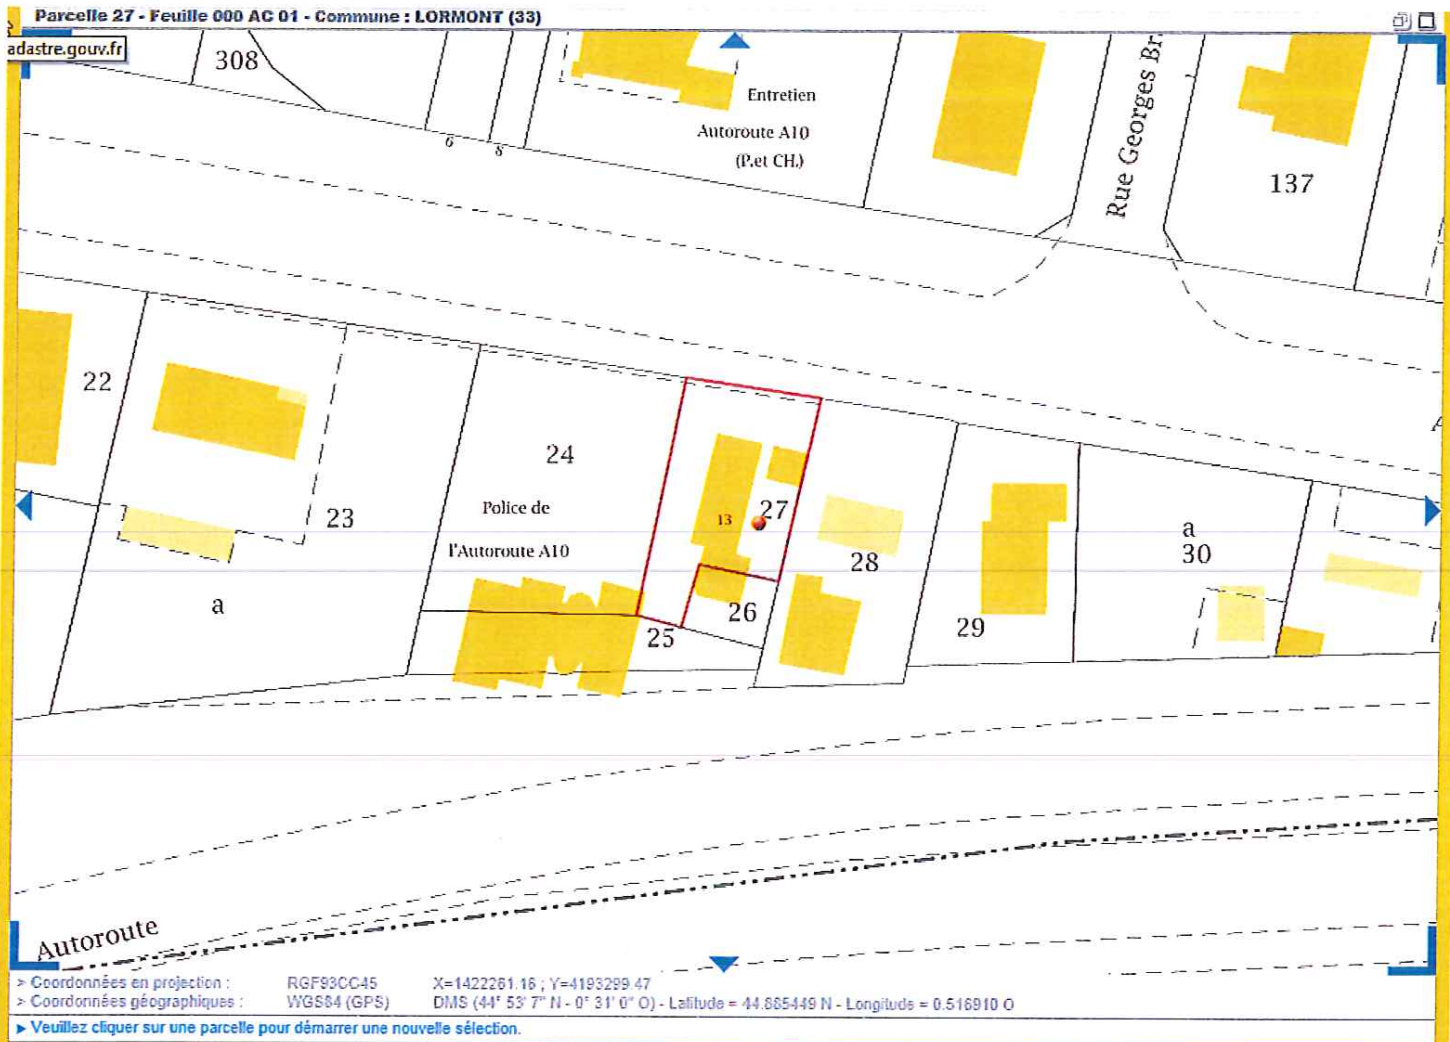 Parcelle 27 - Feuille 000 AC 01 - Commune : LORMONT (33)
adastre.gouv.fr
308
6
8
Entretien
Autoroute A10
(P.et CH.)
Rue Georges Br
137
22
23
a
24
Police de
l'Autoroute A10
13
27
25
26
28
29
a
30
Autoroute
> Coordonnées en projection : RGF93CC45 X=1422261.16 ; Y=4193299.47
> Coordonnées géographiques : WGS84 (GPS) DMS (44° 53' 7" N - 0° 31' 0" O) - Latitude = 44.885449 N - Longitude = 0.516910 O
▶ Veuillez cliquer sur une parcelle pour démarrer une nouvelle sélection.